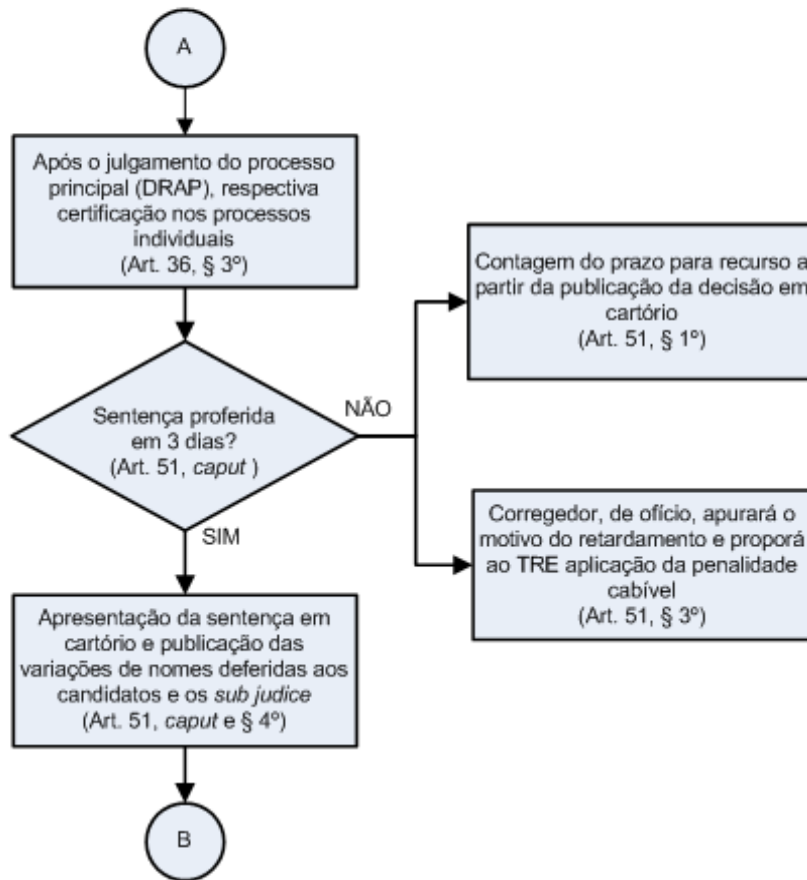 A
Após o julgamento do processo
principal (DRAP), respectiva
certificação nos processos
individuais
(Art. 36, § 3º)
Contagem do prazo para recurso a
partir da publicação da decisão em
cartório
(Art. 51, § 1º)
Sentença proferida
em 3 dias?
(Art. 51, caput )
NÃO
SIM
Corregedor, de ofício, apurará o
motivo do retardamento e proporá
ao TRE aplicação da penalidade
cabível
(Art. 51, § 3º)
Apresentação da sentença em
cartório e publicação das
variações de nomes deferidas aos
candidatos e os sub judice
(Art. 51, caput e § 4º)
B